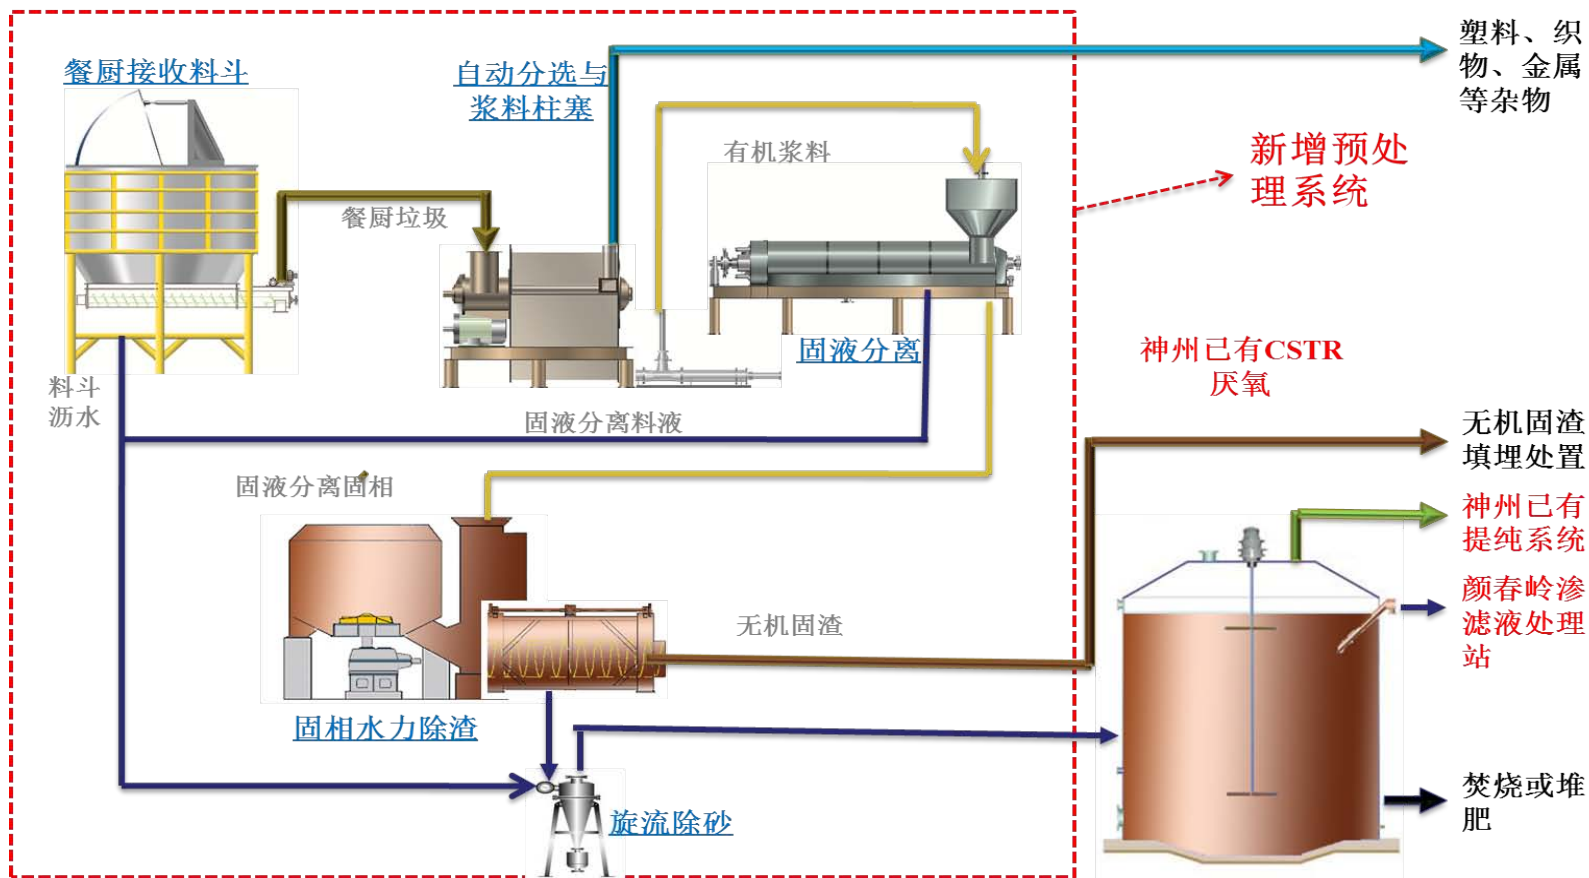 塑料、织
物、金属
等杂物
餐厨接收料斗
自动分选与
浆料柱塞
有机浆料
新增预处
理系统
餐厨垃圾
固液分离
神州已有CSTR
厌氧
料斗
沥水
固液分离料液
无机固渣
填埋处置
固液分离固相
神州已有
提纯系统
颜春岭渗
滤液处理
站
无机固渣
固相水力除渣
旋流除砂
焚烧或堆
肥